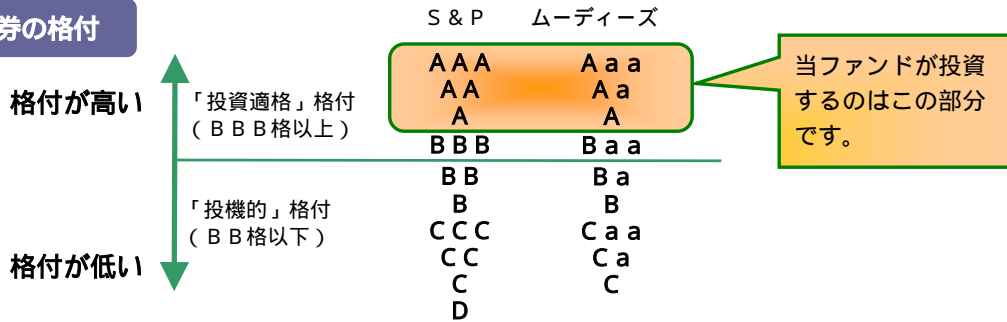 券の格付
S&P ムーディーズ
格付が高い
「投資適格」格付
（BBB格以上）
AAA Aaa
AA Aa
A A
BBB Baa
当ファンドが投資
するのはこの部分
です。
「投機的」格付
（BB格以下）
格付が低い
BB Ba
B B
CCC Caa
CC Ca
C C
D